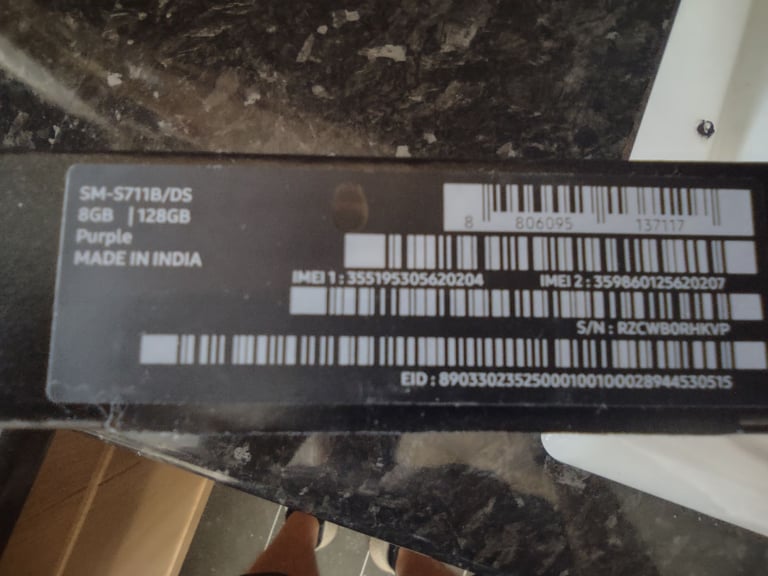 SM-S711B/DS
8GB | 128GB
Purple
MADE IN INDIA
8 806095 137117
IMEI 1 : 355195305620204 IMEI 2 : 359860125620207
S/N : RZCWB0RHKVP
EID : 89033023525000100100028944530515